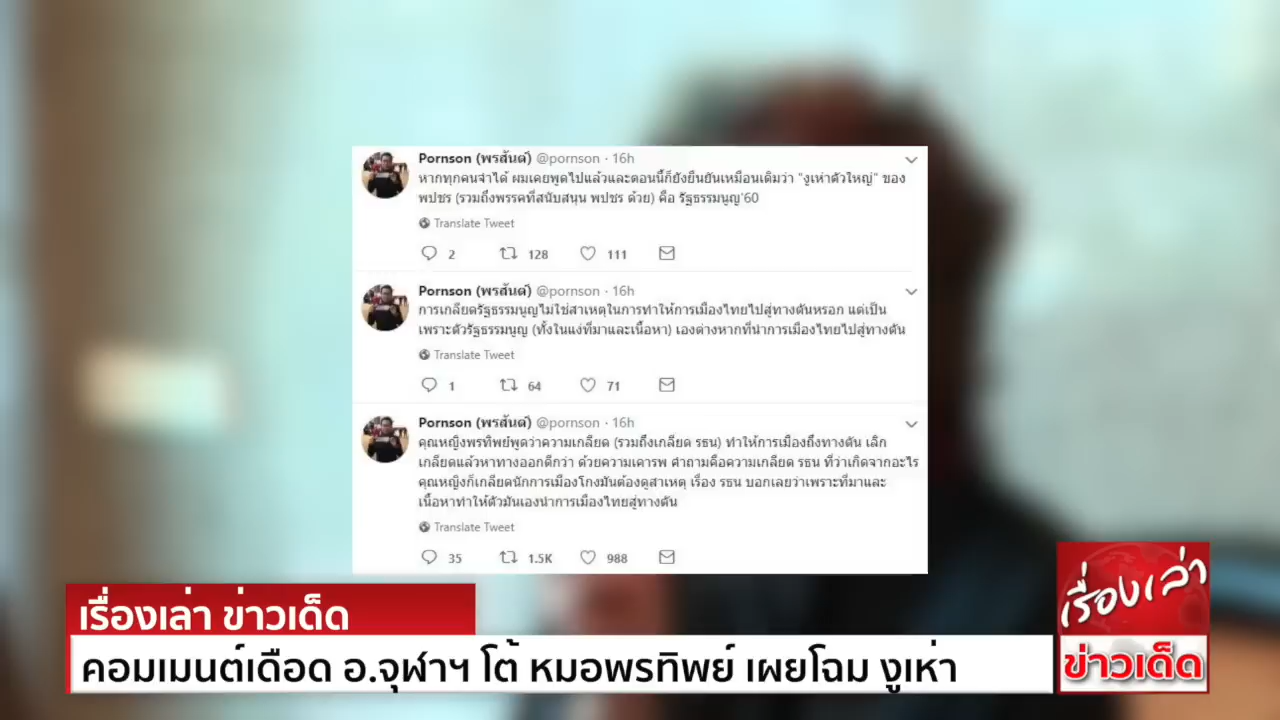 Pornson (พรสันต์) @pornson · 16h
หากทุกคนจำได้ ผมเคยพูดไปแล้วและตอนนี้ก็ยังยืนยันเหมือนเดิมว่า "งูเห่าตัวใหญ่" ของ
พปชร (รวมถึงพรรคที่สนับสนุน พปชร ด้วย) คือ รัฐธรรมนูญ'60
Translate Tweet
2 128 111
Pornson (พรสันต์) @pornson · 16h
การเกลียดรัฐธรรมนูญไม่ใช่สาเหตุในการทำให้การเมืองไทยไปสู่ทางตันหรอก แต่เป็น
เพราะตัวรัฐธรรมนูญ (ทั้งในแง่ที่มาและเนื้อหา) เองต่างหากที่นำการเมืองไทยไปสู่ทางตัน
Translate Tweet
1 64 71
Pornson (พรสันต์) @pornson · 16h
คุณหญิงพรทิพย์พูดว่าความเกลียด (รวมถึงเกลียด รธน) ทำให้การเมืองถึงทางตัน เลิก
เกลียดแล้วหาทางออกดีกว่า ด้วยความเคารพ คำถามคือความเกลียด รธน ที่ว่าเกิดจากอะไร
คุณหญิงก็เกลียดนักการเมืองโกงมันต้องดูสาเหตุ เรื่อง รธน บอกเลยว่าเพราะที่มาและ
เนื้อหาทำให้ตัวมันเองนำการเมืองไทยสู่ทางตัน
Translate Tweet
35 1.5K 988
เรื่องเล่า ข่าวเด็ด
คอมเมนต์เดือด อ.จุฬาฯ โต้ หมอพรทิพย์ เผยโฉม งูเห่า
เรื่องเล่า
ข่าวเด็ด